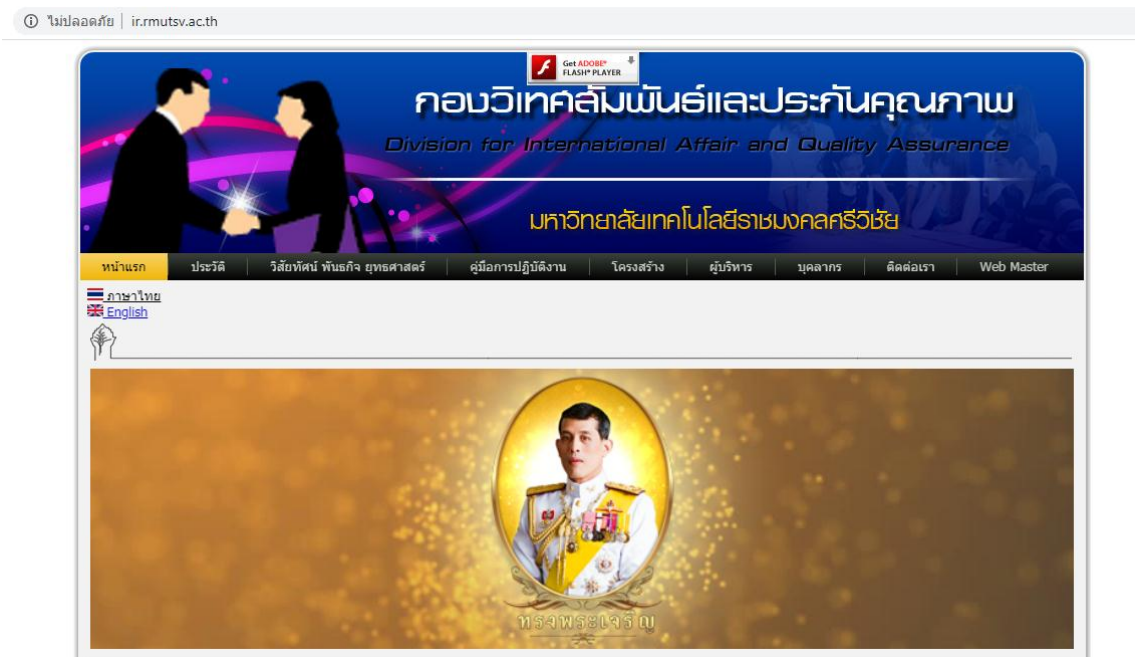 ไม่ปลอดภัย | ir.rmutsv.ac.th
Get ADOBE®
FLASH® PLAYER
กองวิเทศสัมพันธ์และประกันคุณภาพ
Division for International Affair and Quality Assurance
มหาวิทยาลัยเทคโนโลยีราชมงคลศรีวิชัย
หน้าแรก ประวัติ วิสัยทัศน์ พันธกิจ ยุทธศาสตร์ คู่มือการปฏิบัติงาน โครงสร้าง ผู้บริหาร บุคลากร ติดต่อเรา Web Master
ภาษาไทย
English
ทรงพระเจริญ